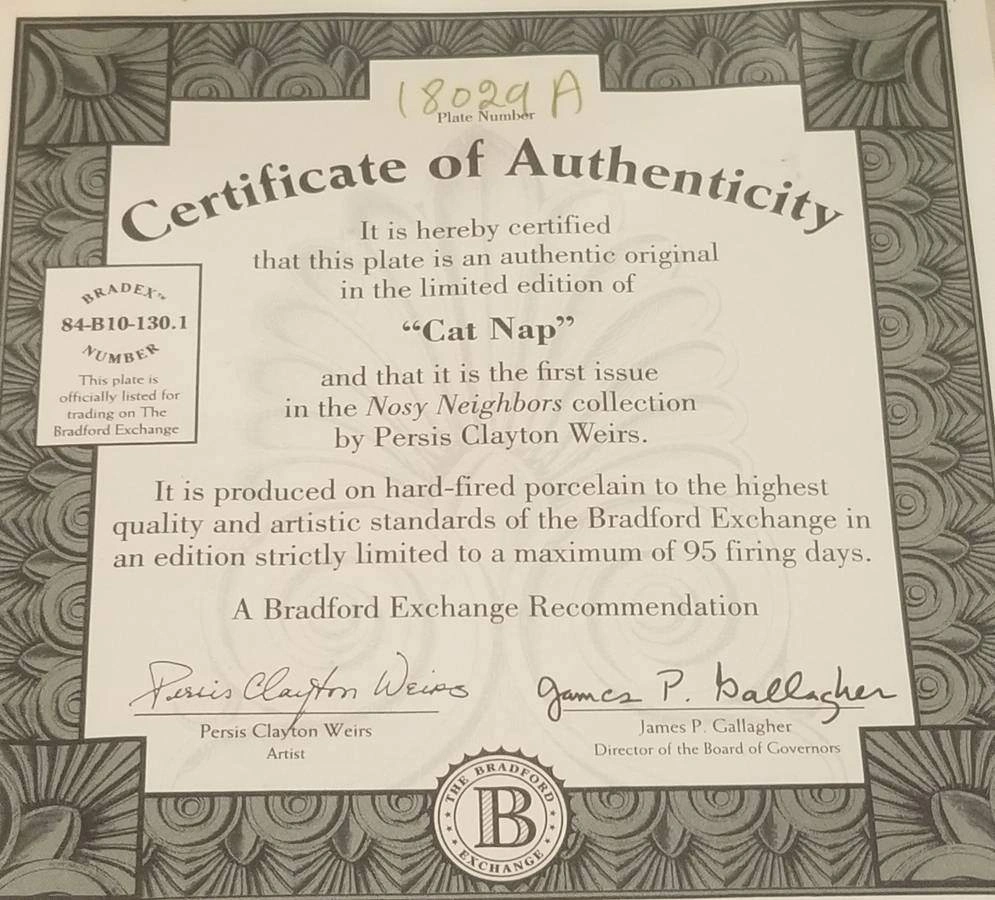 18029 A
Plate Number
Certificate of Authenticity
It is hereby certified
that this plate is an authentic original
in the limited edition of
“Cat Nap”
and that it is the first issue
in the Nosy Neighbors collection
by Persis Clayton Weirs.
BRADEX™
84-B10-130.1
NUMBER
This plate is
officially listed for
trading on The
Bradford Exchange
It is produced on hard-fired porcelain to the highest
quality and artistic standards of the Bradford Exchange in
an edition strictly limited to a maximum of 95 firing days.
A Bradford Exchange Recommendation
Persis Clayton Weirs
Persis Clayton Weirs
Artist
James P. Gallagher
James P. Gallagher
Director of the Board of Governors
THE BRADFORD
B
EXCHANGE